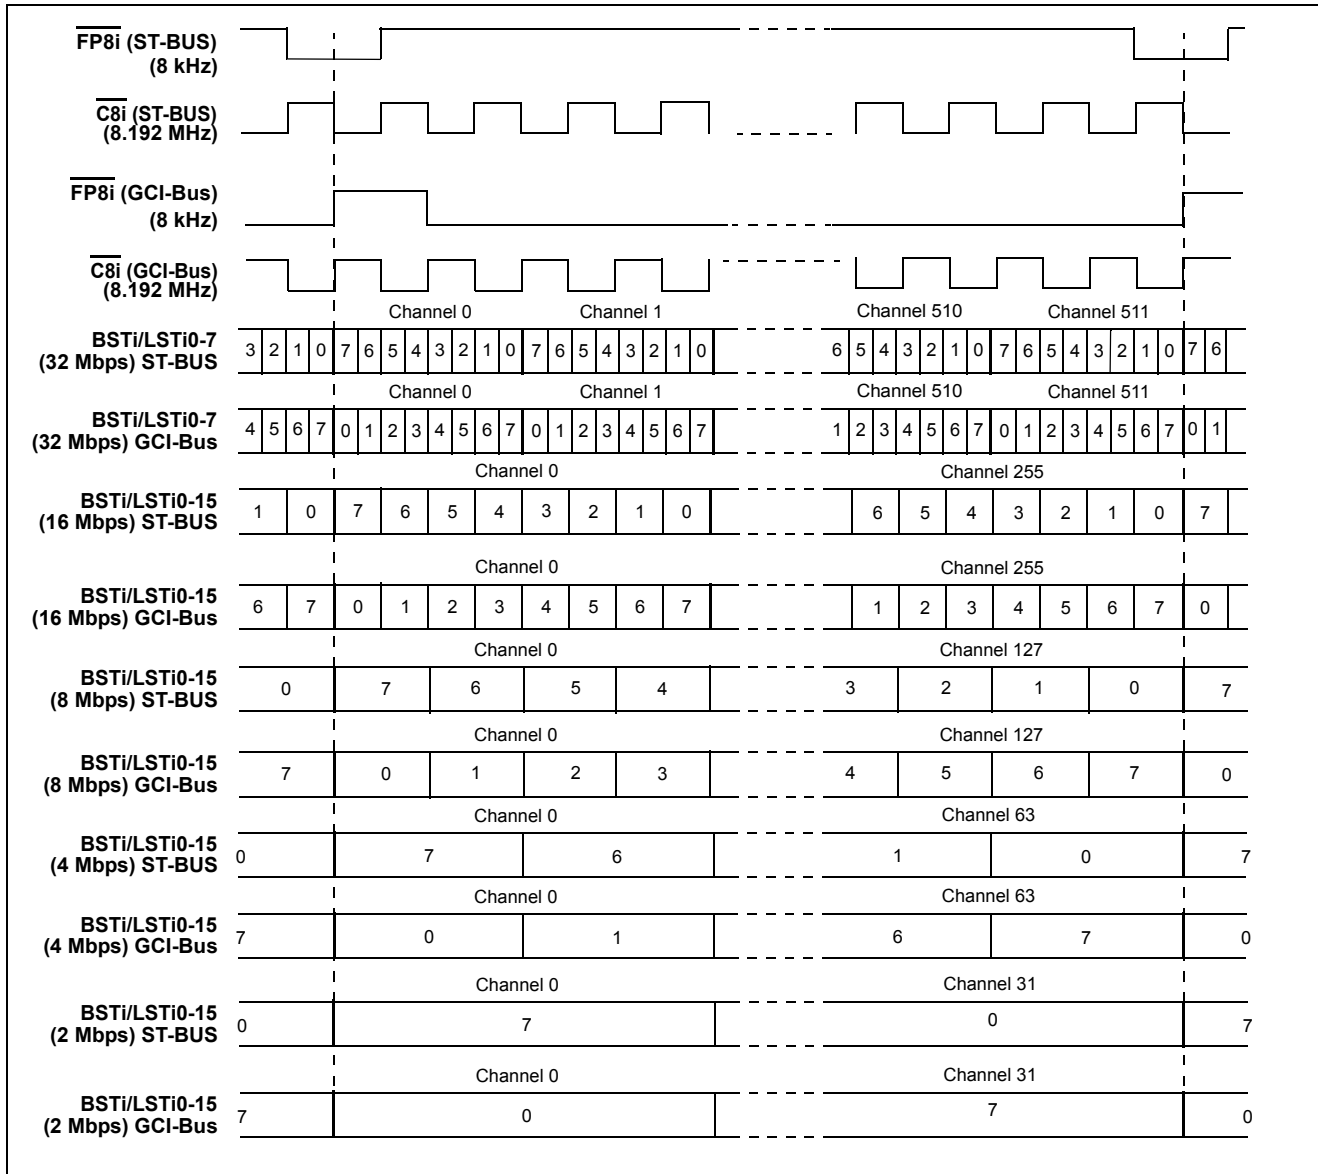 FP8i (ST-BUS)
(8 kHz)
C8i (ST-BUS)
(8.192 MHz)
FP8i (GCI-Bus)
(8 kHz)
C8i (GCI-Bus)
(8.192 MHz)
Channel 0 Channel 1 Channel 510 Channel 511
BSTi/LSTi0-7
(32 Mbps) ST-BUS
3 2 1 0 7 6 5 4 3 2 1 0 7 6 5 4 3 2 1 0 6 5 4 3 2 1 0 7 6 5 4 3 2 1 0 7 6
Channel 0 Channel 1 Channel 510 Channel 511
BSTi/LSTi0-7
(32 Mbps) GCI-Bus
4 5 6 7 0 1 2 3 4 5 6 7 0 1 2 3 4 5 6 7 1 2 3 4 5 6 7 0 1 2 3 4 5 6 7 0 1
Channel 0 Channel 255
BSTi/LSTi0-15
(16 Mbps) ST-BUS
1 0 7 6 5 4 3 2 1 0 6 5 4 3 2 1 0 7
Channel 0 Channel 255
BSTi/LSTi0-15
(16 Mbps) GCI-Bus
6 7 0 1 2 3 4 5 6 7 1 2 3 4 5 6 7 0
Channel 0 Channel 127
BSTi/LSTi0-15
(8 Mbps) ST-BUS
0 7 6 5 4 3 2 1 0 7
Channel 0 Channel 127
BSTi/LSTi0-15
(8 Mbps) GCI-Bus
7 0 1 2 3 4 5 6 7 0
Channel 0 Channel 63
BSTi/LSTi0-15
(4 Mbps) ST-BUS
0 7 6 1 0 7
Channel 0 Channel 63
BSTi/LSTi0-15
(4 Mbps) GCI-Bus
7 0 1 6 7 0
Channel 0 Channel 31
BSTi/LSTi0-15
(2 Mbps) ST-BUS
0 7 0 7
Channel 0 Channel 31
BSTi/LSTi0-15
(2 Mbps) GCI-Bus
7 0 7 0